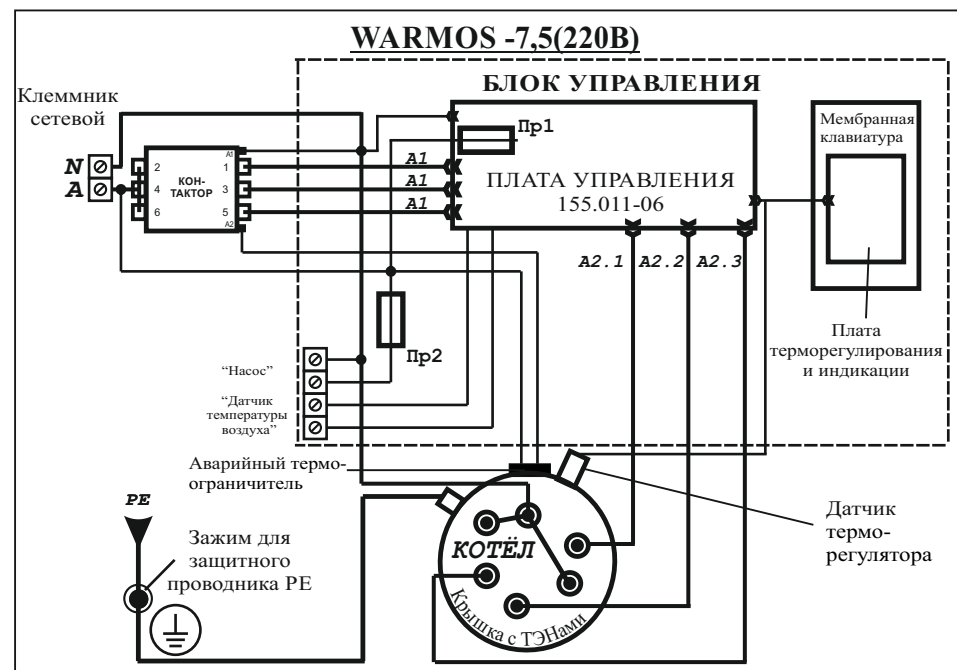 WARMOS -7,5(220В)
БЛОК УПРАВЛЕНИЯ
Клеммник
сетевой
N
A
A1
2
1
4
КОН-
ТАКТОР
3
6
5
A2
A1
A1
A1
Пр1
ПЛАТА УПРАВЛЕНИЯ
155.011-06
Мембранная
клавиатура
A2.1
A2.2
A2.3
Пр2
Плата
терморегулирования
и индикации
“Насос”
“Датчик
температуры
воздуха”
Аварийный термо-
ограничитель
PE
Зажим для
защитного
проводника PE
КОТЁЛ
Крышка с ТЭНами
Датчик
термо-
регулятора